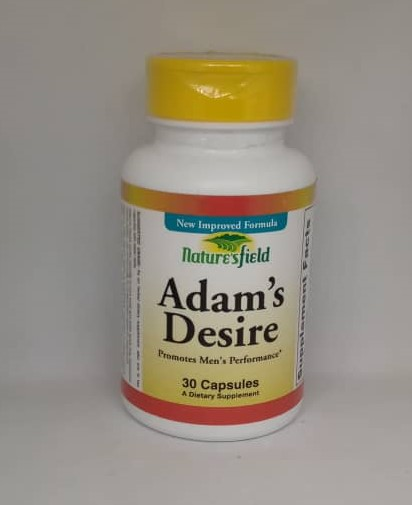 New Improved Formula
Nature'sfield
Adam's
Desire
Promotes Men's Performance*
30 Capsules
A Dietary Supplement
Supplement Facts